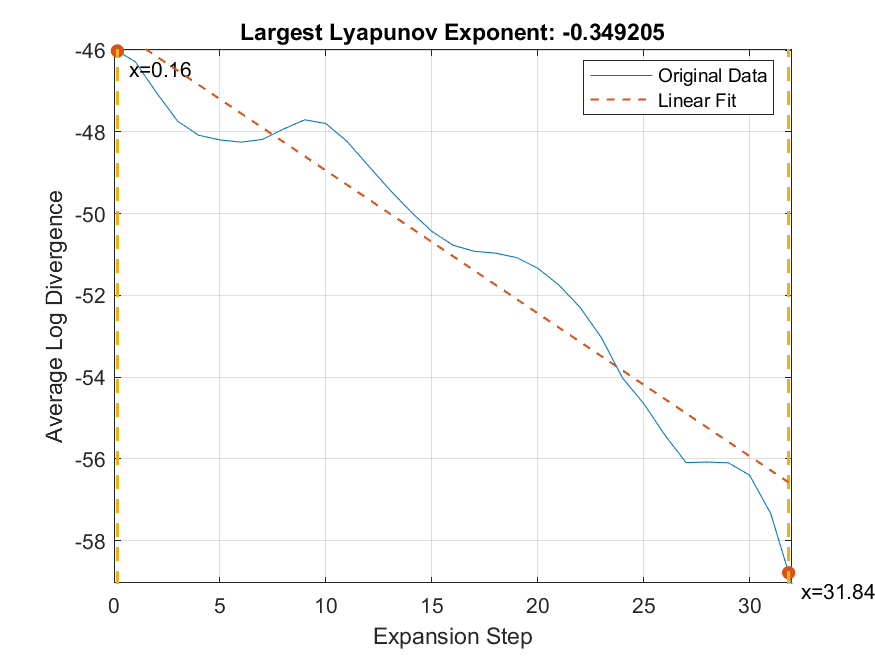 Largest Lyapunov Exponent: -0.349205
-46
x=0.16
Original Data
Linear Fit
-48
-50
-52
-54
-56
-58
Average Log Divergence
x=31.84
0 5 10 15 20 25 30
Expansion Step